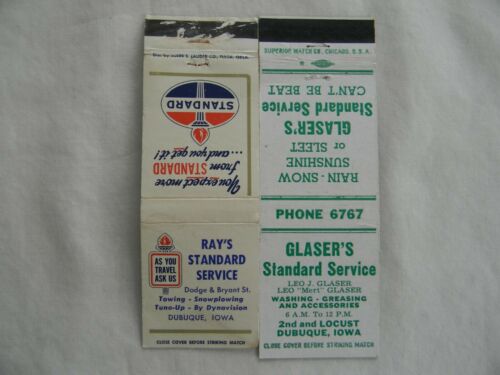 CO., TULSA, OKLA.
You expect more
from STANDARD
...and you get it!
STANDARD
AS YOU
TRAVEL
ASK US
RAY'S
STANDARD
SERVICE
Dodge & Bryant St.
Towing - Snowplowing
Tune-Up - By Dynavision
DUBUQUE, IOWA
CLOSE COVER BEFORE STRIKING MATCH
SUPERIOR MATCH CO., CHICAGO, U.S.A.
RAIN - SNOW
SUNSHINE
or SLEET
GLASER'S
Standard Service
CAN'T BE BEAT
PHONE 6767
GLASER'S
Standard Service
LEO J. GLASER
LEO "Mert" GLASER
WASHING - GREASING
AND ACCESSORIES
6 A.M. To 12 P.M.
2nd and LOCUST
DUBUQUE, IOWA
CLOSE COVER BEFORE STRIKING MATCH